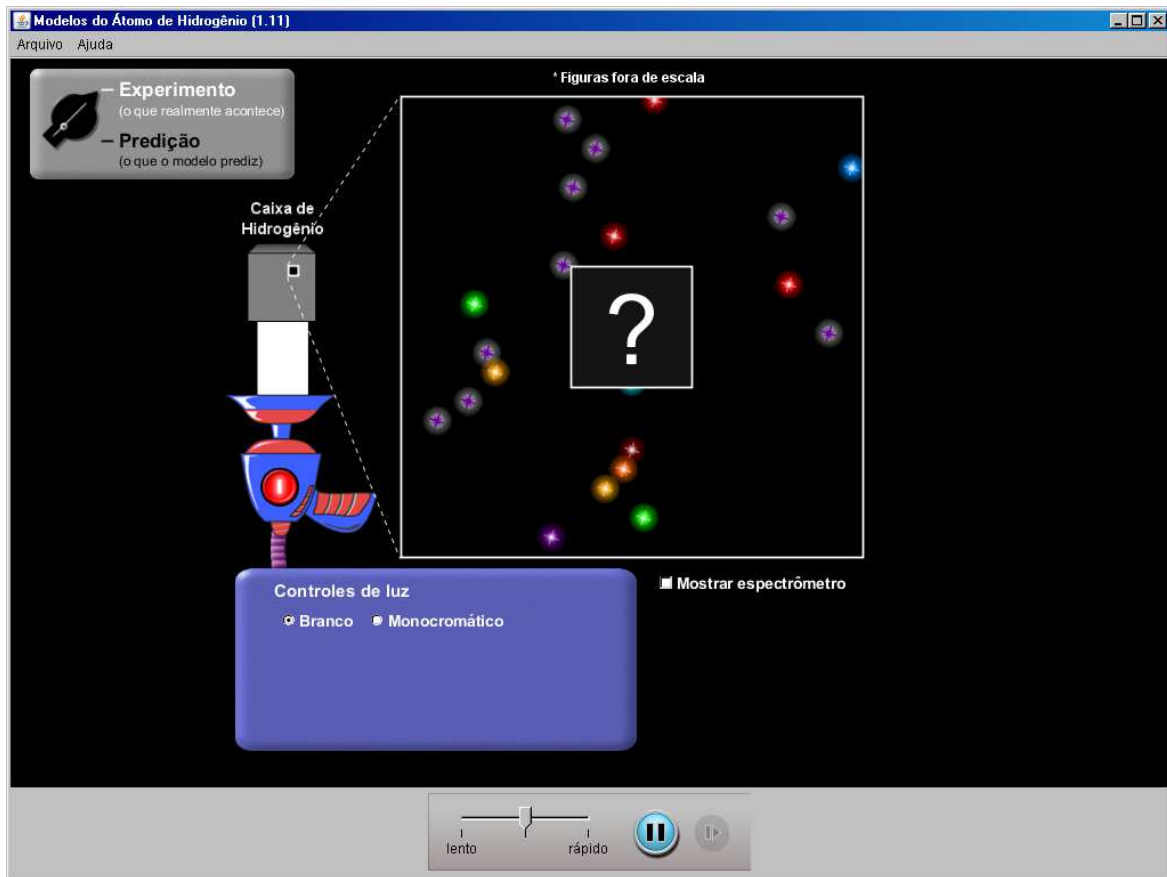 Modelos do Átomo de Hidrogênio (1.11)
Arquivo Ajuda
Experimento
(o que realmente acontece)
Predição
(o que o modelo prediz)
* Figuras fora de escala
Caixa de
Hidrogênio
?
Controles de luz
Branco Monocromático
Mostrar espectrômetro
lento rápido